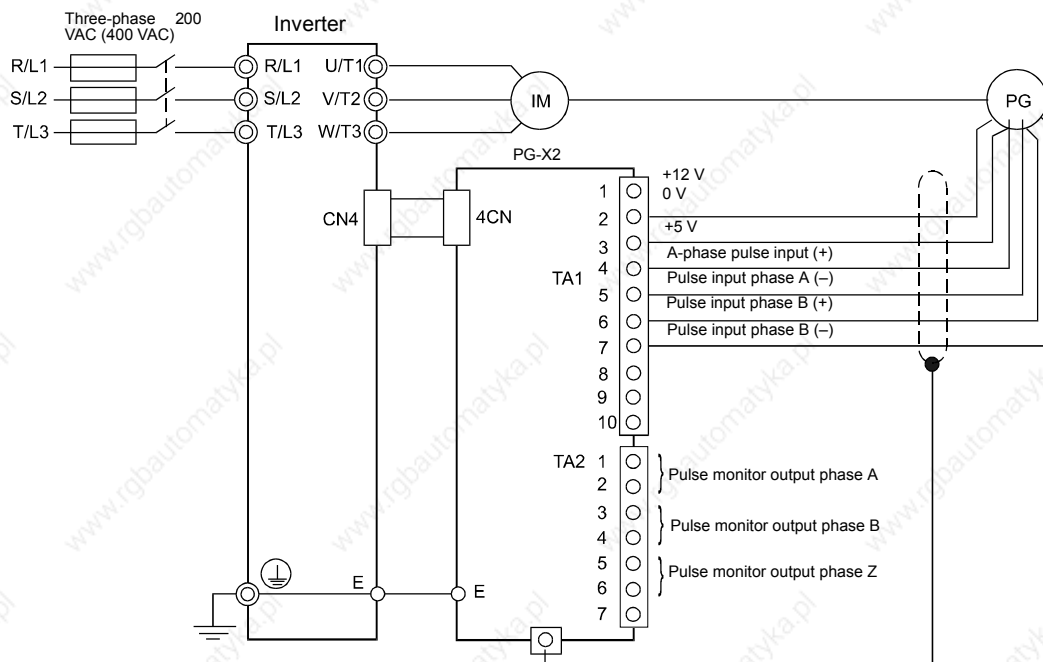 Three-phase 200
VAC (400 VAC)
Inverter
R/L1
R/L1
U/T1
S/L2
S/L2
V/T2
IM
PG
T/L3
T/L3
W/T3
PG-X2
CN4
4CN
TA1
1
+12 V
0 V
2
+5 V
3
A-phase pulse input (+)
4
Pulse input phase A (–)
5
Pulse input phase B (+)
6
Pulse input phase B (–)
7
8
9
10
TA2
1
2
Pulse monitor output phase A
3
4
Pulse monitor output phase B
5
6
Pulse monitor output phase Z
7
E
E
www.rgbautomatyka.pl